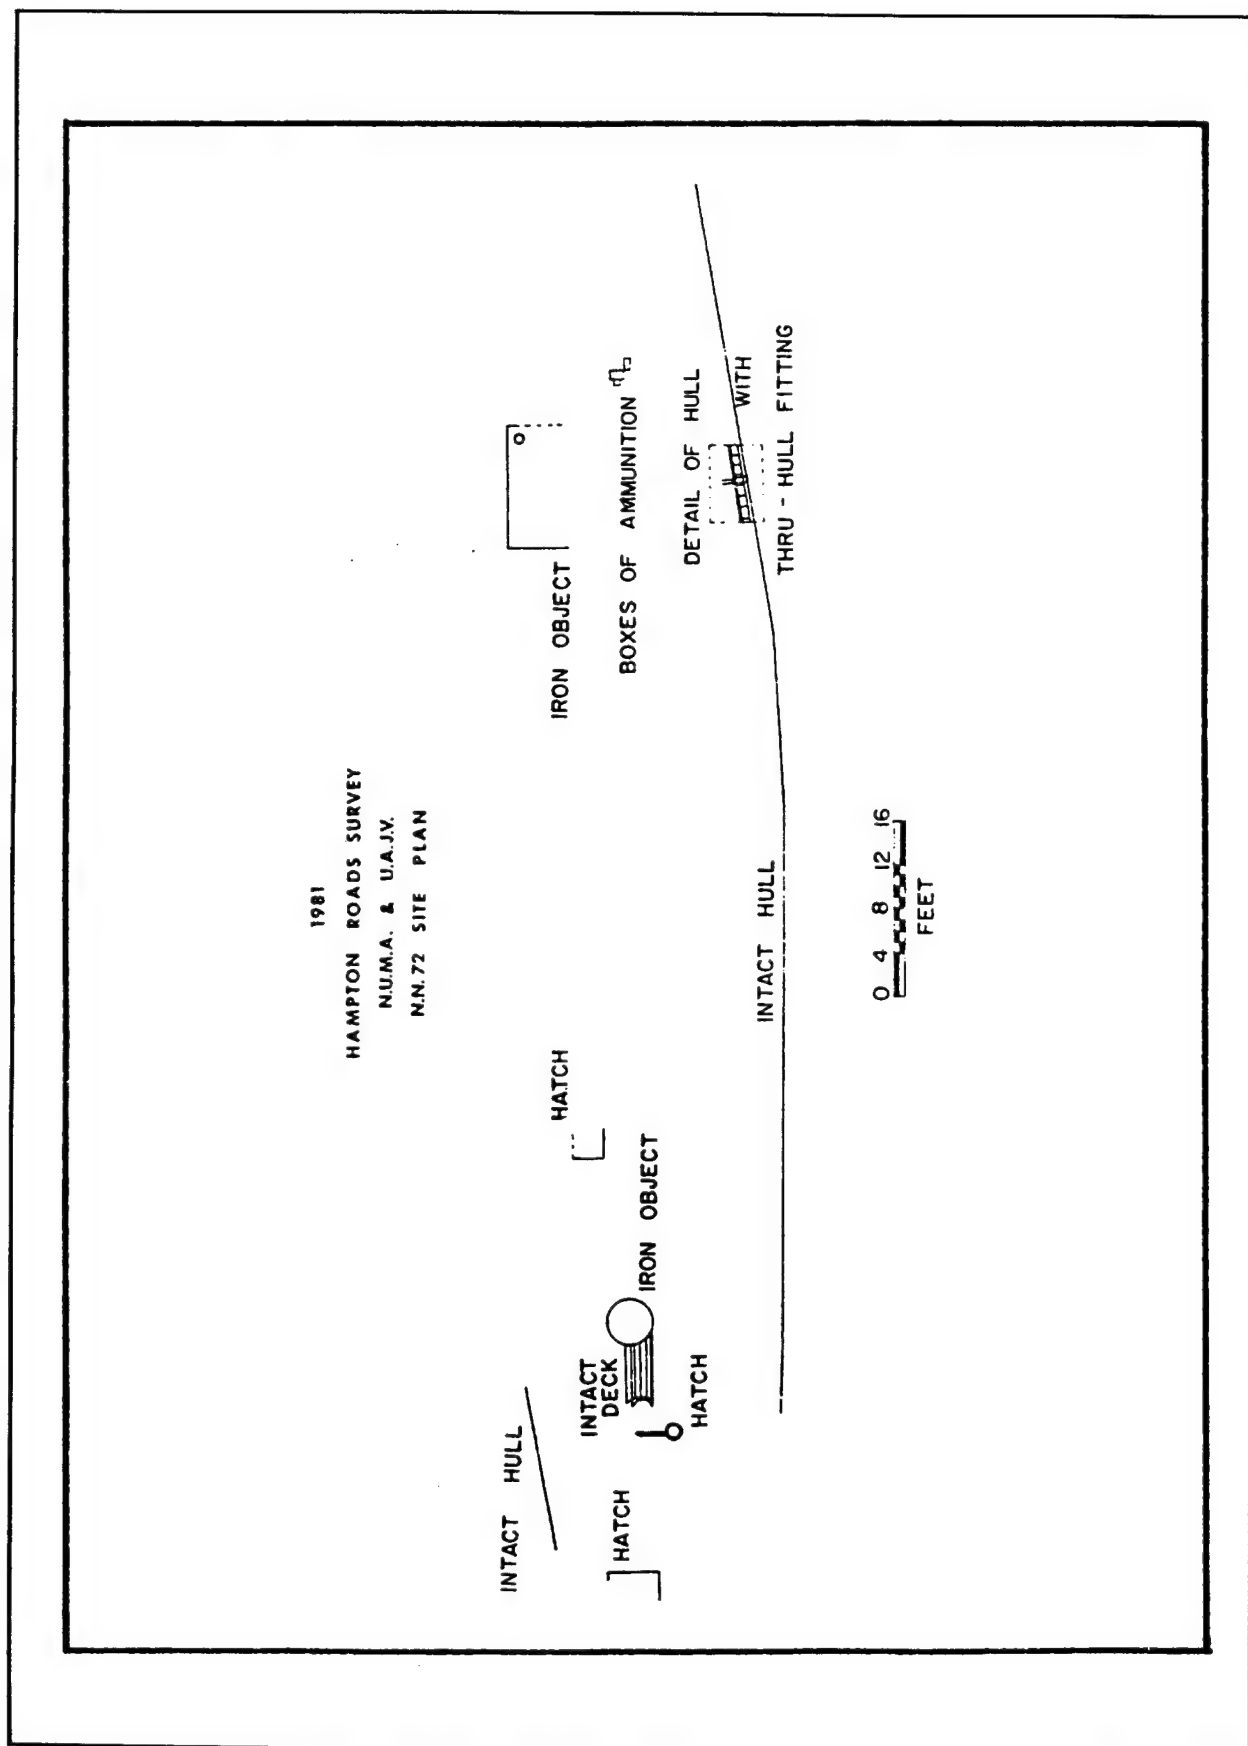 1981
HAMPTON ROADS SURVEY
N.U.M.A. & U.A.J.V.
N.N.72 SITE PLAN
INTACT HULL
HATCH
INTACT
DECK
HATCH
IRON OBJECT
HATCH
IRON OBJECT
BOXES OF AMMUNITION
DETAIL OF HULL
WITH
THRU - HULL FITTING
INTACT HULL
0 4 8 12 16
FEET